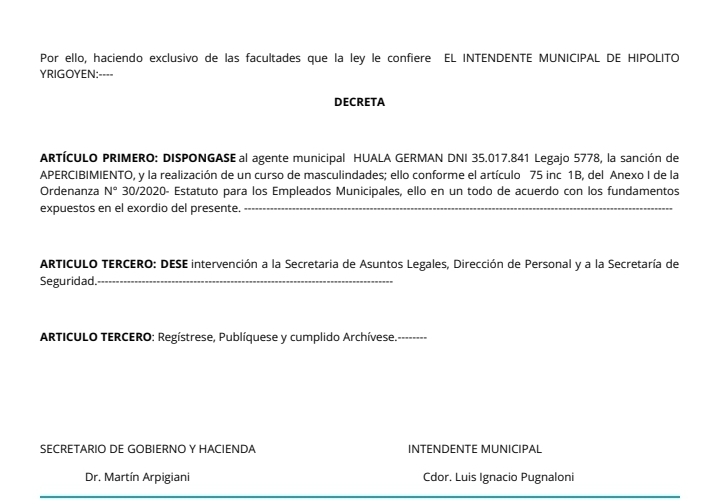 Por ello, haciendo exclusivo de las facultades que la ley le confiere EL INTENDENTE MUNICIPAL DE HIPOLITO
YRIGOYEN:----
DECRETA
ARTÍCULO PRIMERO: DISPONGASE al agente municipal HUALA GERMAN DNI 35.017.841 Legajo 5778, la sanción de
APERCIBIMIENTO, y la realización de un curso de masculindades; ello conforme el artículo 75 inc 1B, del Anexo I de la
Ordenanza N° 30/2020- Estatuto para los Empleados Municipales, ello en un todo de acuerdo con los fundamentos
expuestos en el exordio del presente. ----------------------------------------------------------------------------------------------------
ARTICULO TERCERO: DESE intervención a la Secretaria de Asuntos Legales, Dirección de Personal y a la Secretaría de
Seguridad.----------------------------------------------------------------------
ARTICULO TERCERO: Regístrese, Publíquese y cumplido Archívese.--------
SECRETARIO DE GOBIERNO Y HACIENDA INTENDENTE MUNICIPAL
Dr. Martín Arpigiani Cdor. Luis Ignacio Pugnaloni